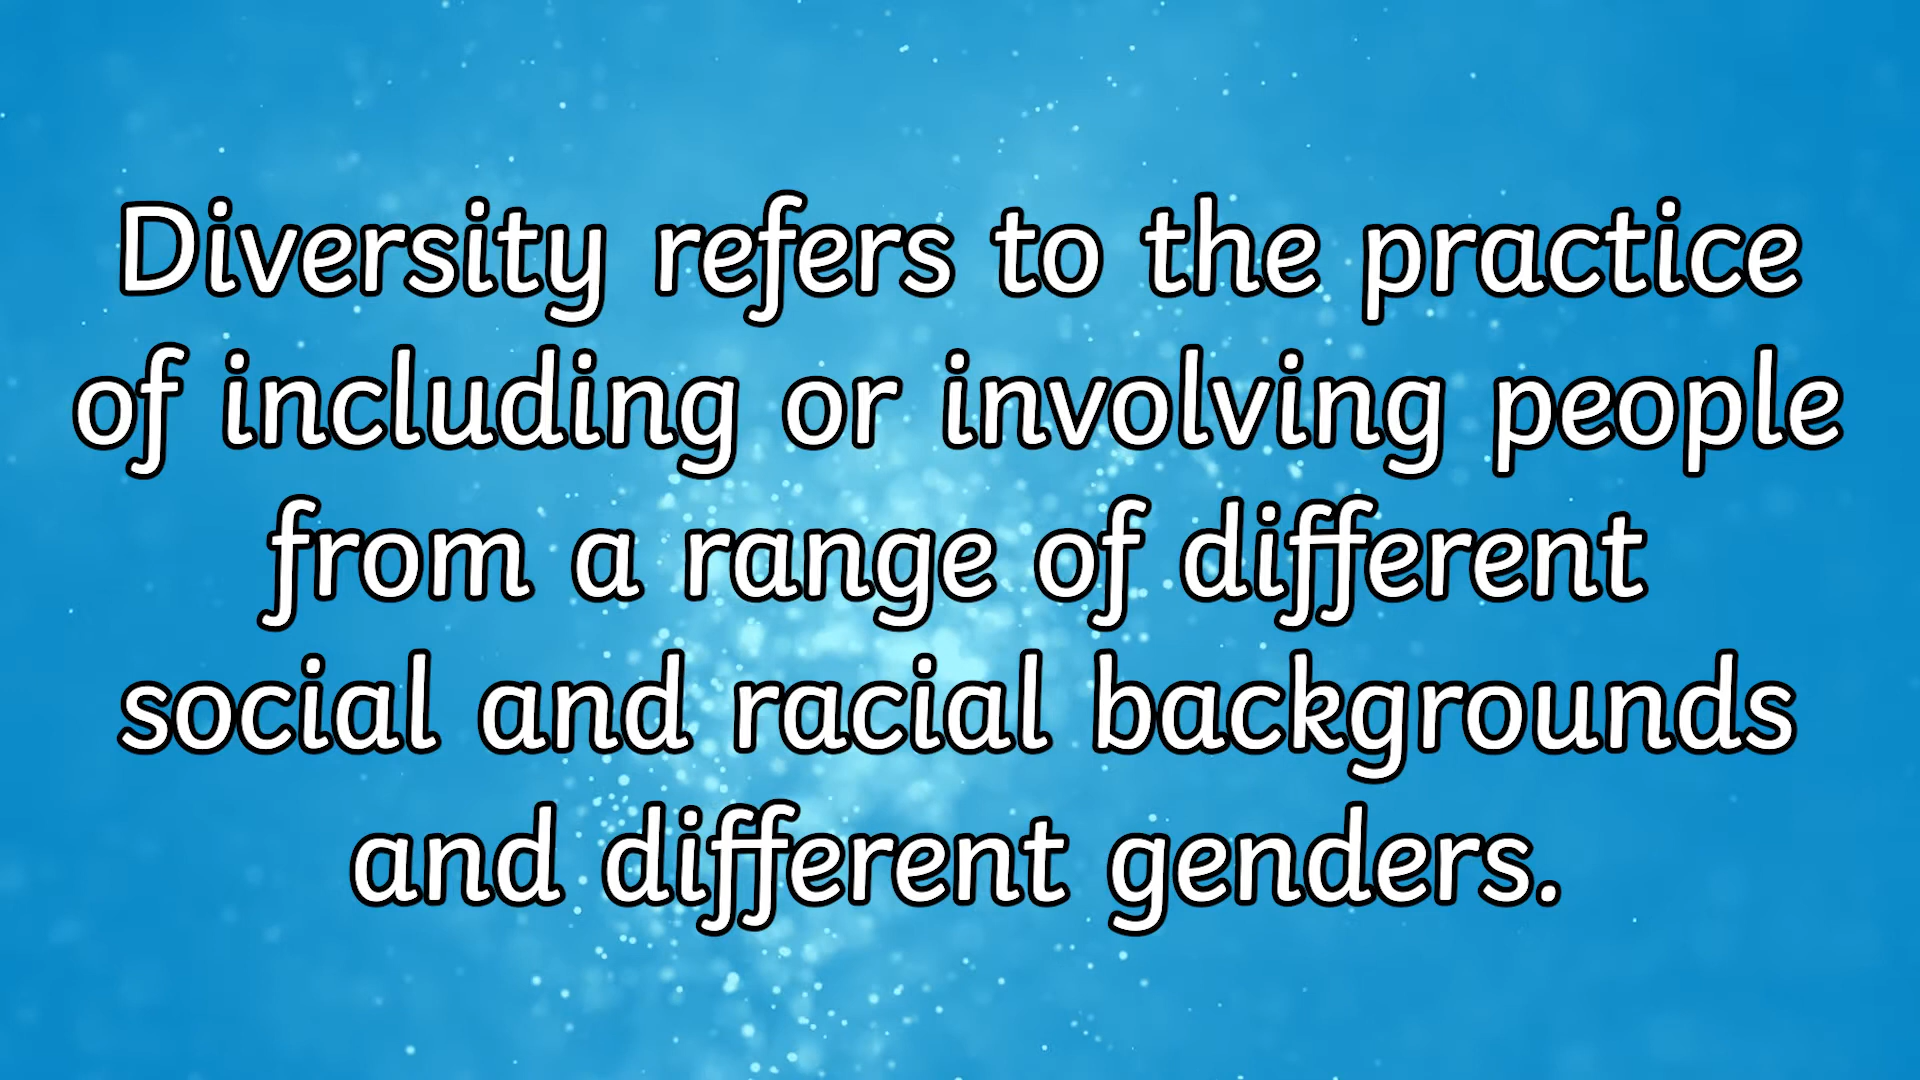 Diversity refers to the practice
of including or involving people
from a range of different
social and racial backgrounds
and different genders.